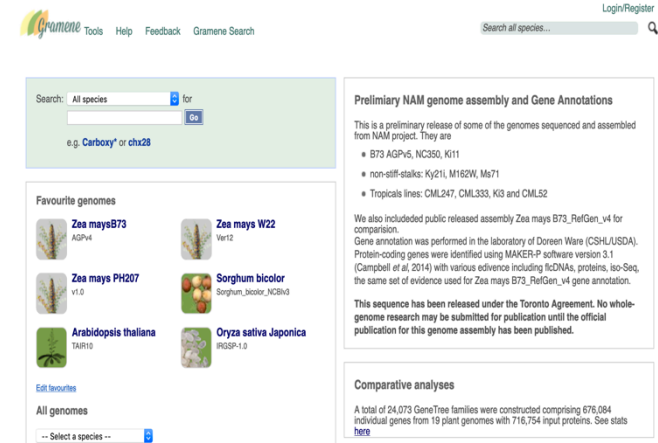 Login/Register
Gramene Tools Help Feedback Gramene Search
Search all species...
Search: All species for
Go
e.g. Carboxy* or chx28
Favourite genomes
Zea maysB73
AGPv4
Zea mays W22
Ver12
Zea mays PH207
v1.0
Sorghum bicolor
Sorghum_bicolor_NCBIv3
Arabidopsis thaliana
TAIR10
Oryza sativa Japonica
IRGSP-1.0
Edit favourites
All genomes
-- Select a species --
Prelimiary NAM genome assembly and Gene Annotations
This is a preliminary release of some of the genomes sequenced and assembled
from NAM project. They are
B73 AGPv5, NC350, Ki11
non-stiff-stalks: Ky21i, M162W, Ms71
Tropicals lines: CML247, CML333, Ki3 and CML52
We also includeded public released assembly Zea mays B73_RefGen_v4 for
comparision.
Gene annotation was performed in the laboratory of Doreen Ware (CSHL/USDA).
Protein-coding genes were identified using MAKER-P software version 3.1
(Campbell et al, 2014) with various edivence including flcDNAs, proteins, iso-Seq,
the same set of evidence used for Zea mays B73_RefGen_v4 gene annotation.
This sequence has been released under the Toronto Agreement. No whole-
genome research may be submitted for publication until the official
publication for this genome assembly has been published.
Comparative analyses
A total of 24,073 GeneTree families were constructed comprising 676,084
individual genes from 19 plant genomes with 716,774 input proteins. See stats
here